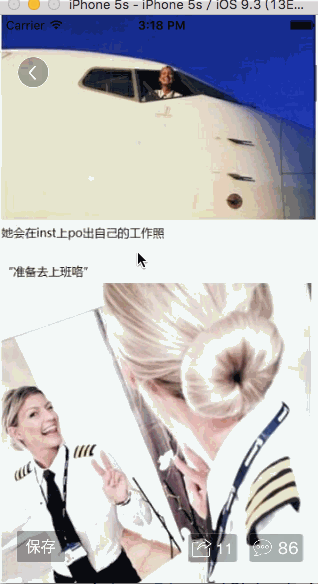 iPhone 5s - iPhone 5s / iOS 9.3 (13E...
Carrier 3:18 PM
她会在inst上po出自己的工作照
“准备去上班咯”
保存 11 86